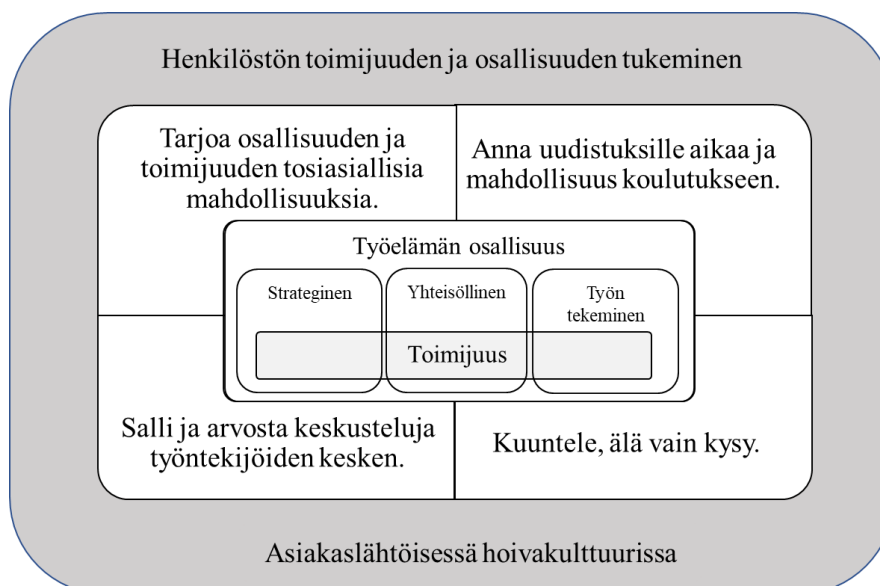 Henkilöstön toimijuuden ja osallisuuden tukeminen
Tarjoa osallisuuden ja
toimijuuden tosiasiallisia
mahdollisuuksia.
Anna uudistuksille aikaa ja
mahdollisuus koulutukseen.
Työelämän osallisuus
Strateginen
Yhteisöllinen
Työn
tekeminen
Toimijuus
Salli ja arvosta keskusteluja
työntekijöiden kesken.
Kuuntele, älä vain kysy.
Asiakaslähtöisessä hoivakulttuurissa